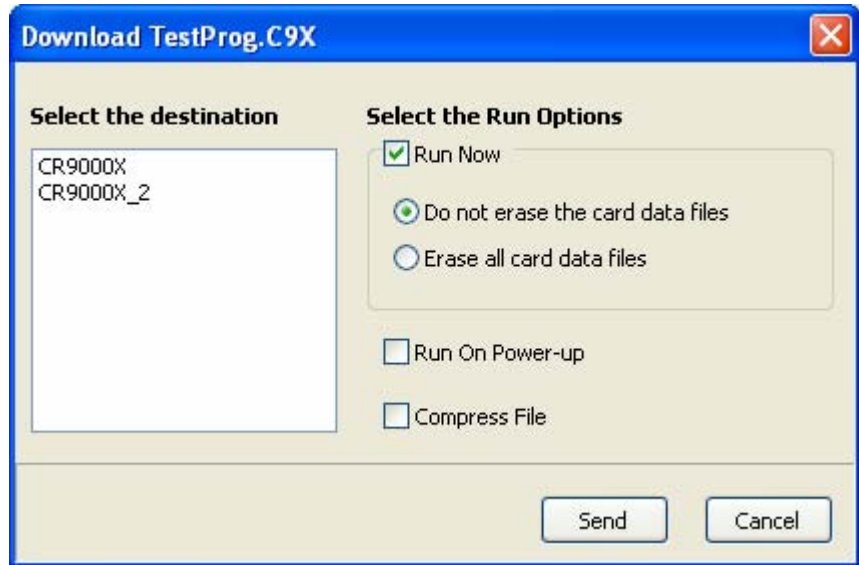 Download TestProg.C9X
Select the destination
CR9000X
CR9000X_2
Select the Run Options
Run Now
Do not erase the card data files
Erase all card data files
Run On Power-up
Compress File
Send
Cancel